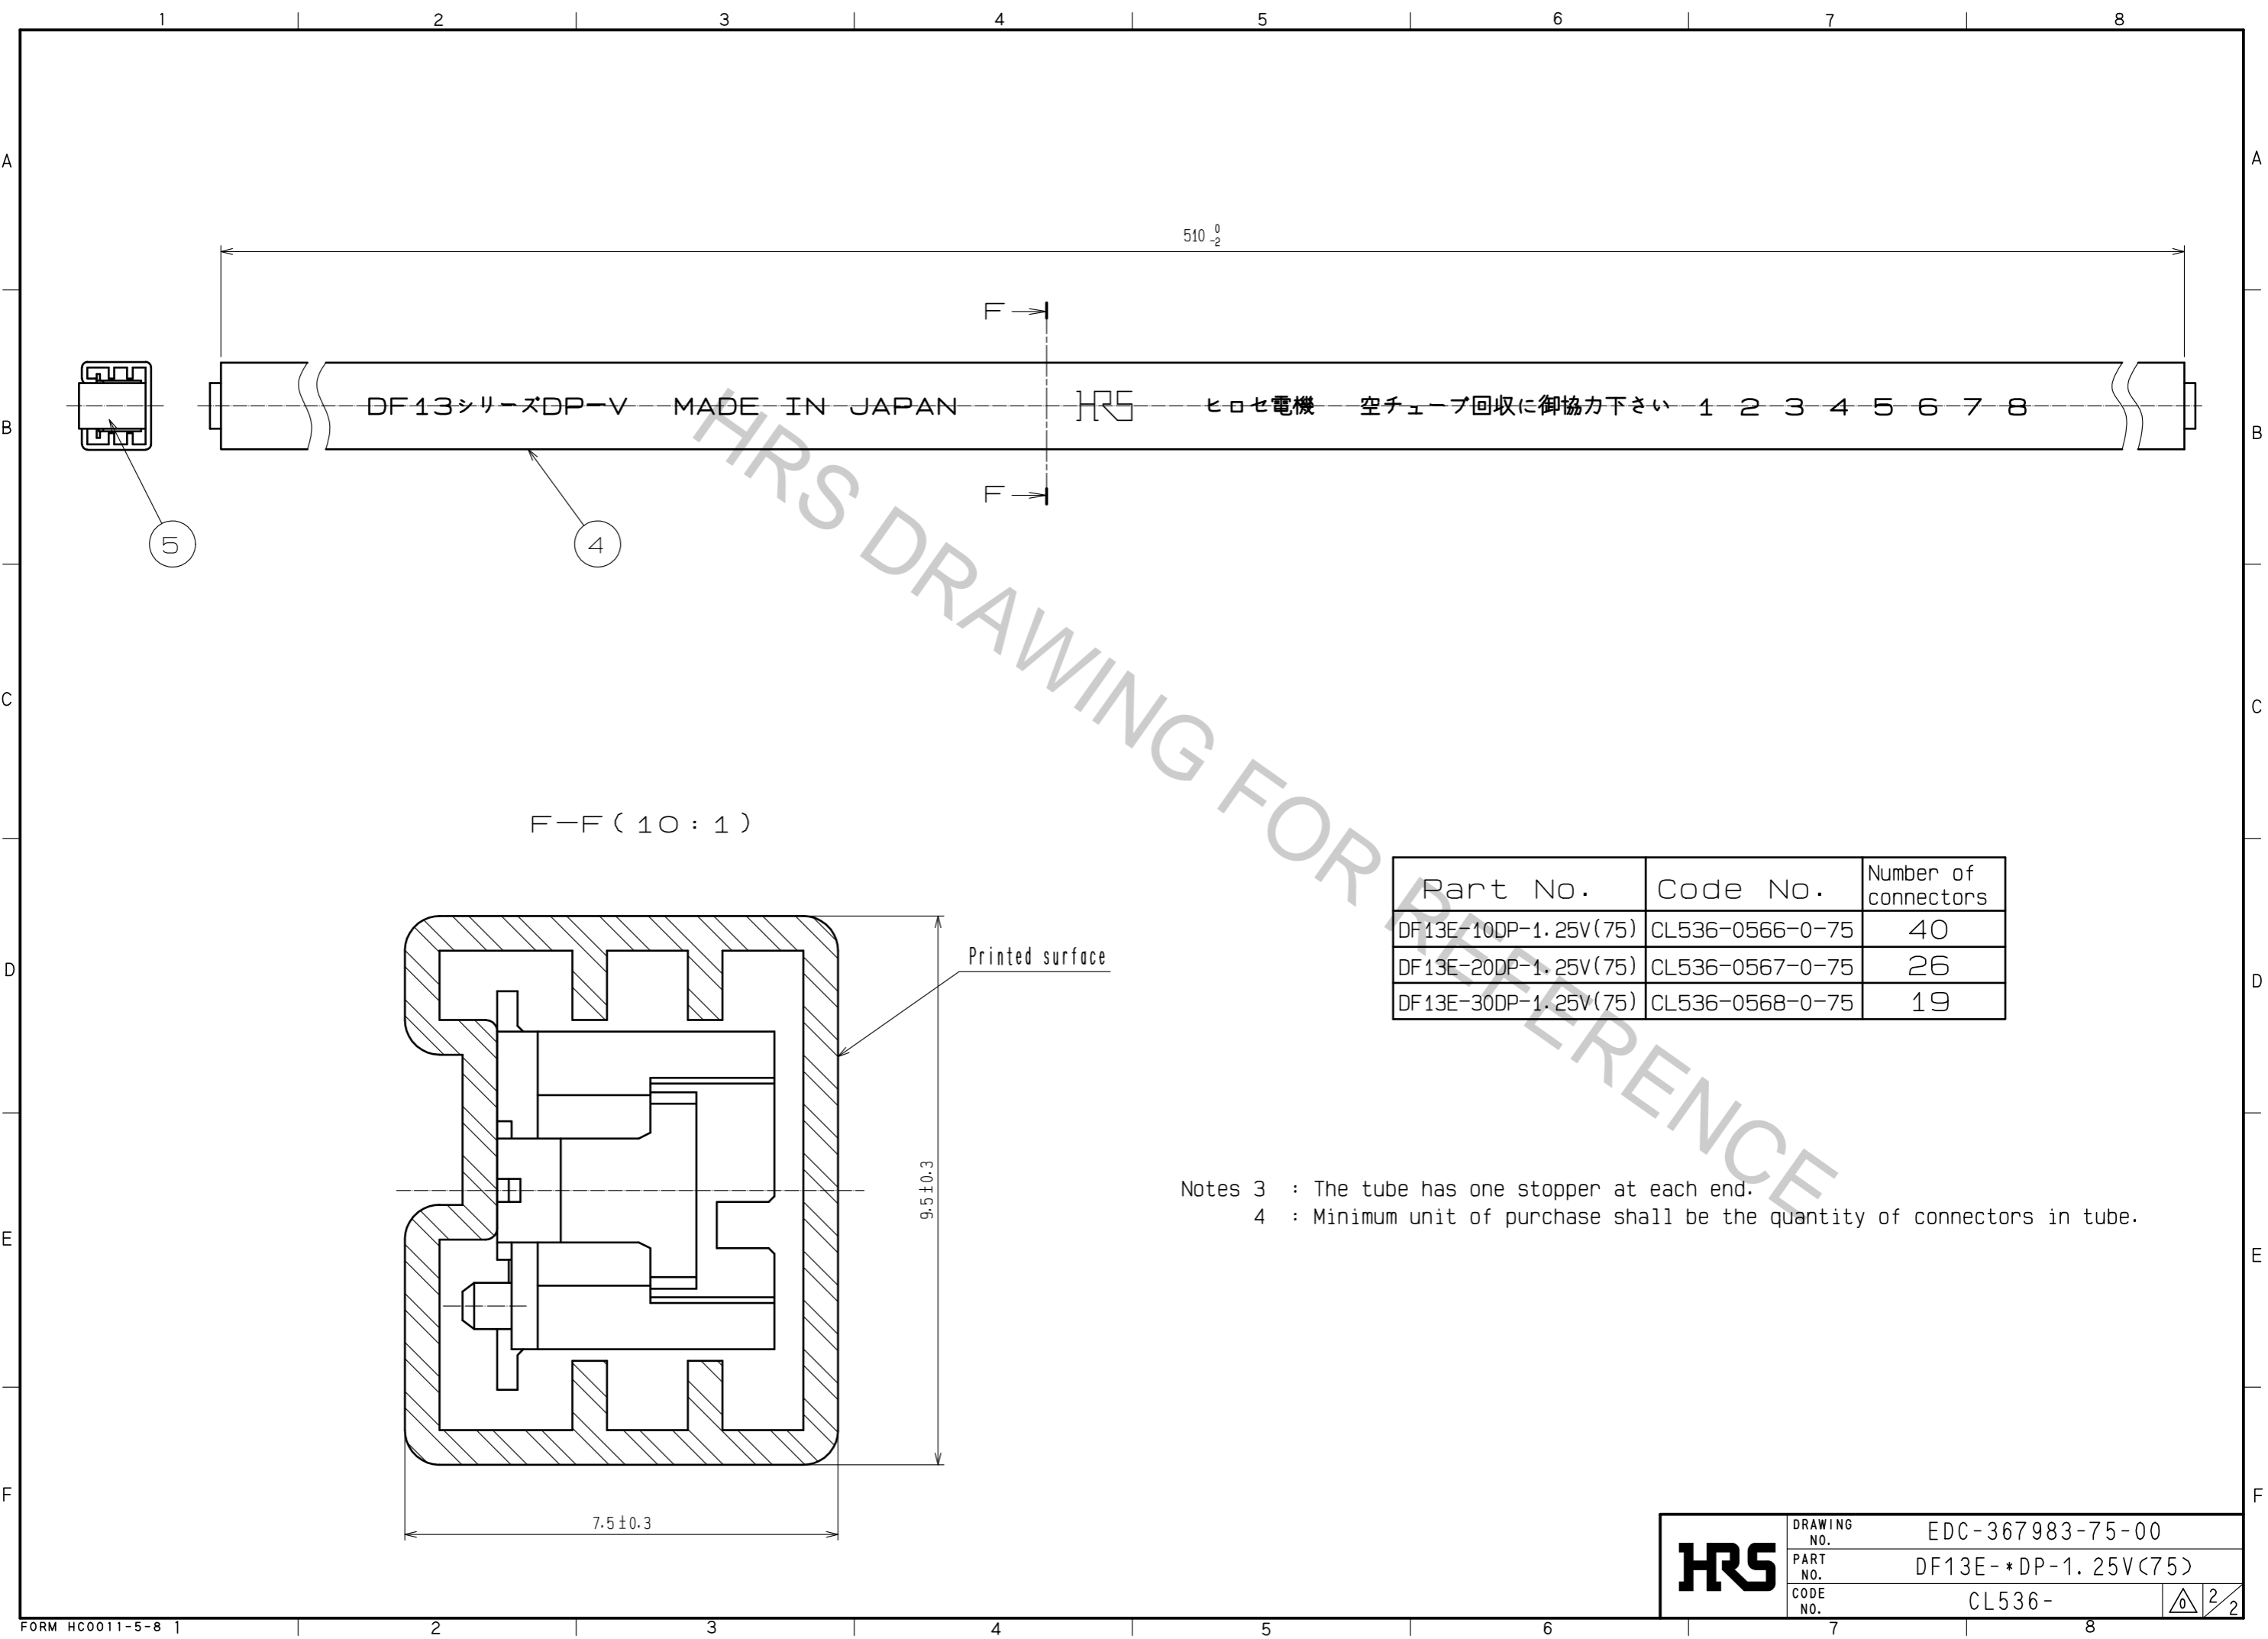 1 2 3 4 5 6 7 8
A A
510 0 -2
F
B DF13シリーズDP-V MADE IN JAPAN HRS ヒロセ電機 空チューブ回収に御協力下さい 1 2 3 4 5 6 7 8 B
F
5 4
HRS DRAWING FOR REFERENCE
C C
F-F(10:1)
Part No. Code No. Number of connectors
DF13E-10DP-1.25V(75) CL536-0566-0-75 40
DF13E-20DP-1.25V(75) CL536-0567-0-75 26
DF13E-30DP-1.25V(75) CL536-0568-0-75 19
Printed surface
D D
9.5±0.3
Notes 3 : The tube has one stopper at each end.
4 : Minimum unit of purchase shall be the quantity of connectors in tube.
E E
7.5±0.3
F F
HRS
DRAWING NO. EDC-367983-75-00
PART NO. DF13E-*DP-1.25V(75)
CODE NO. CL536- 0 2/2
FORM HC0011-5-8 1 2 3 4 5 6 7 8